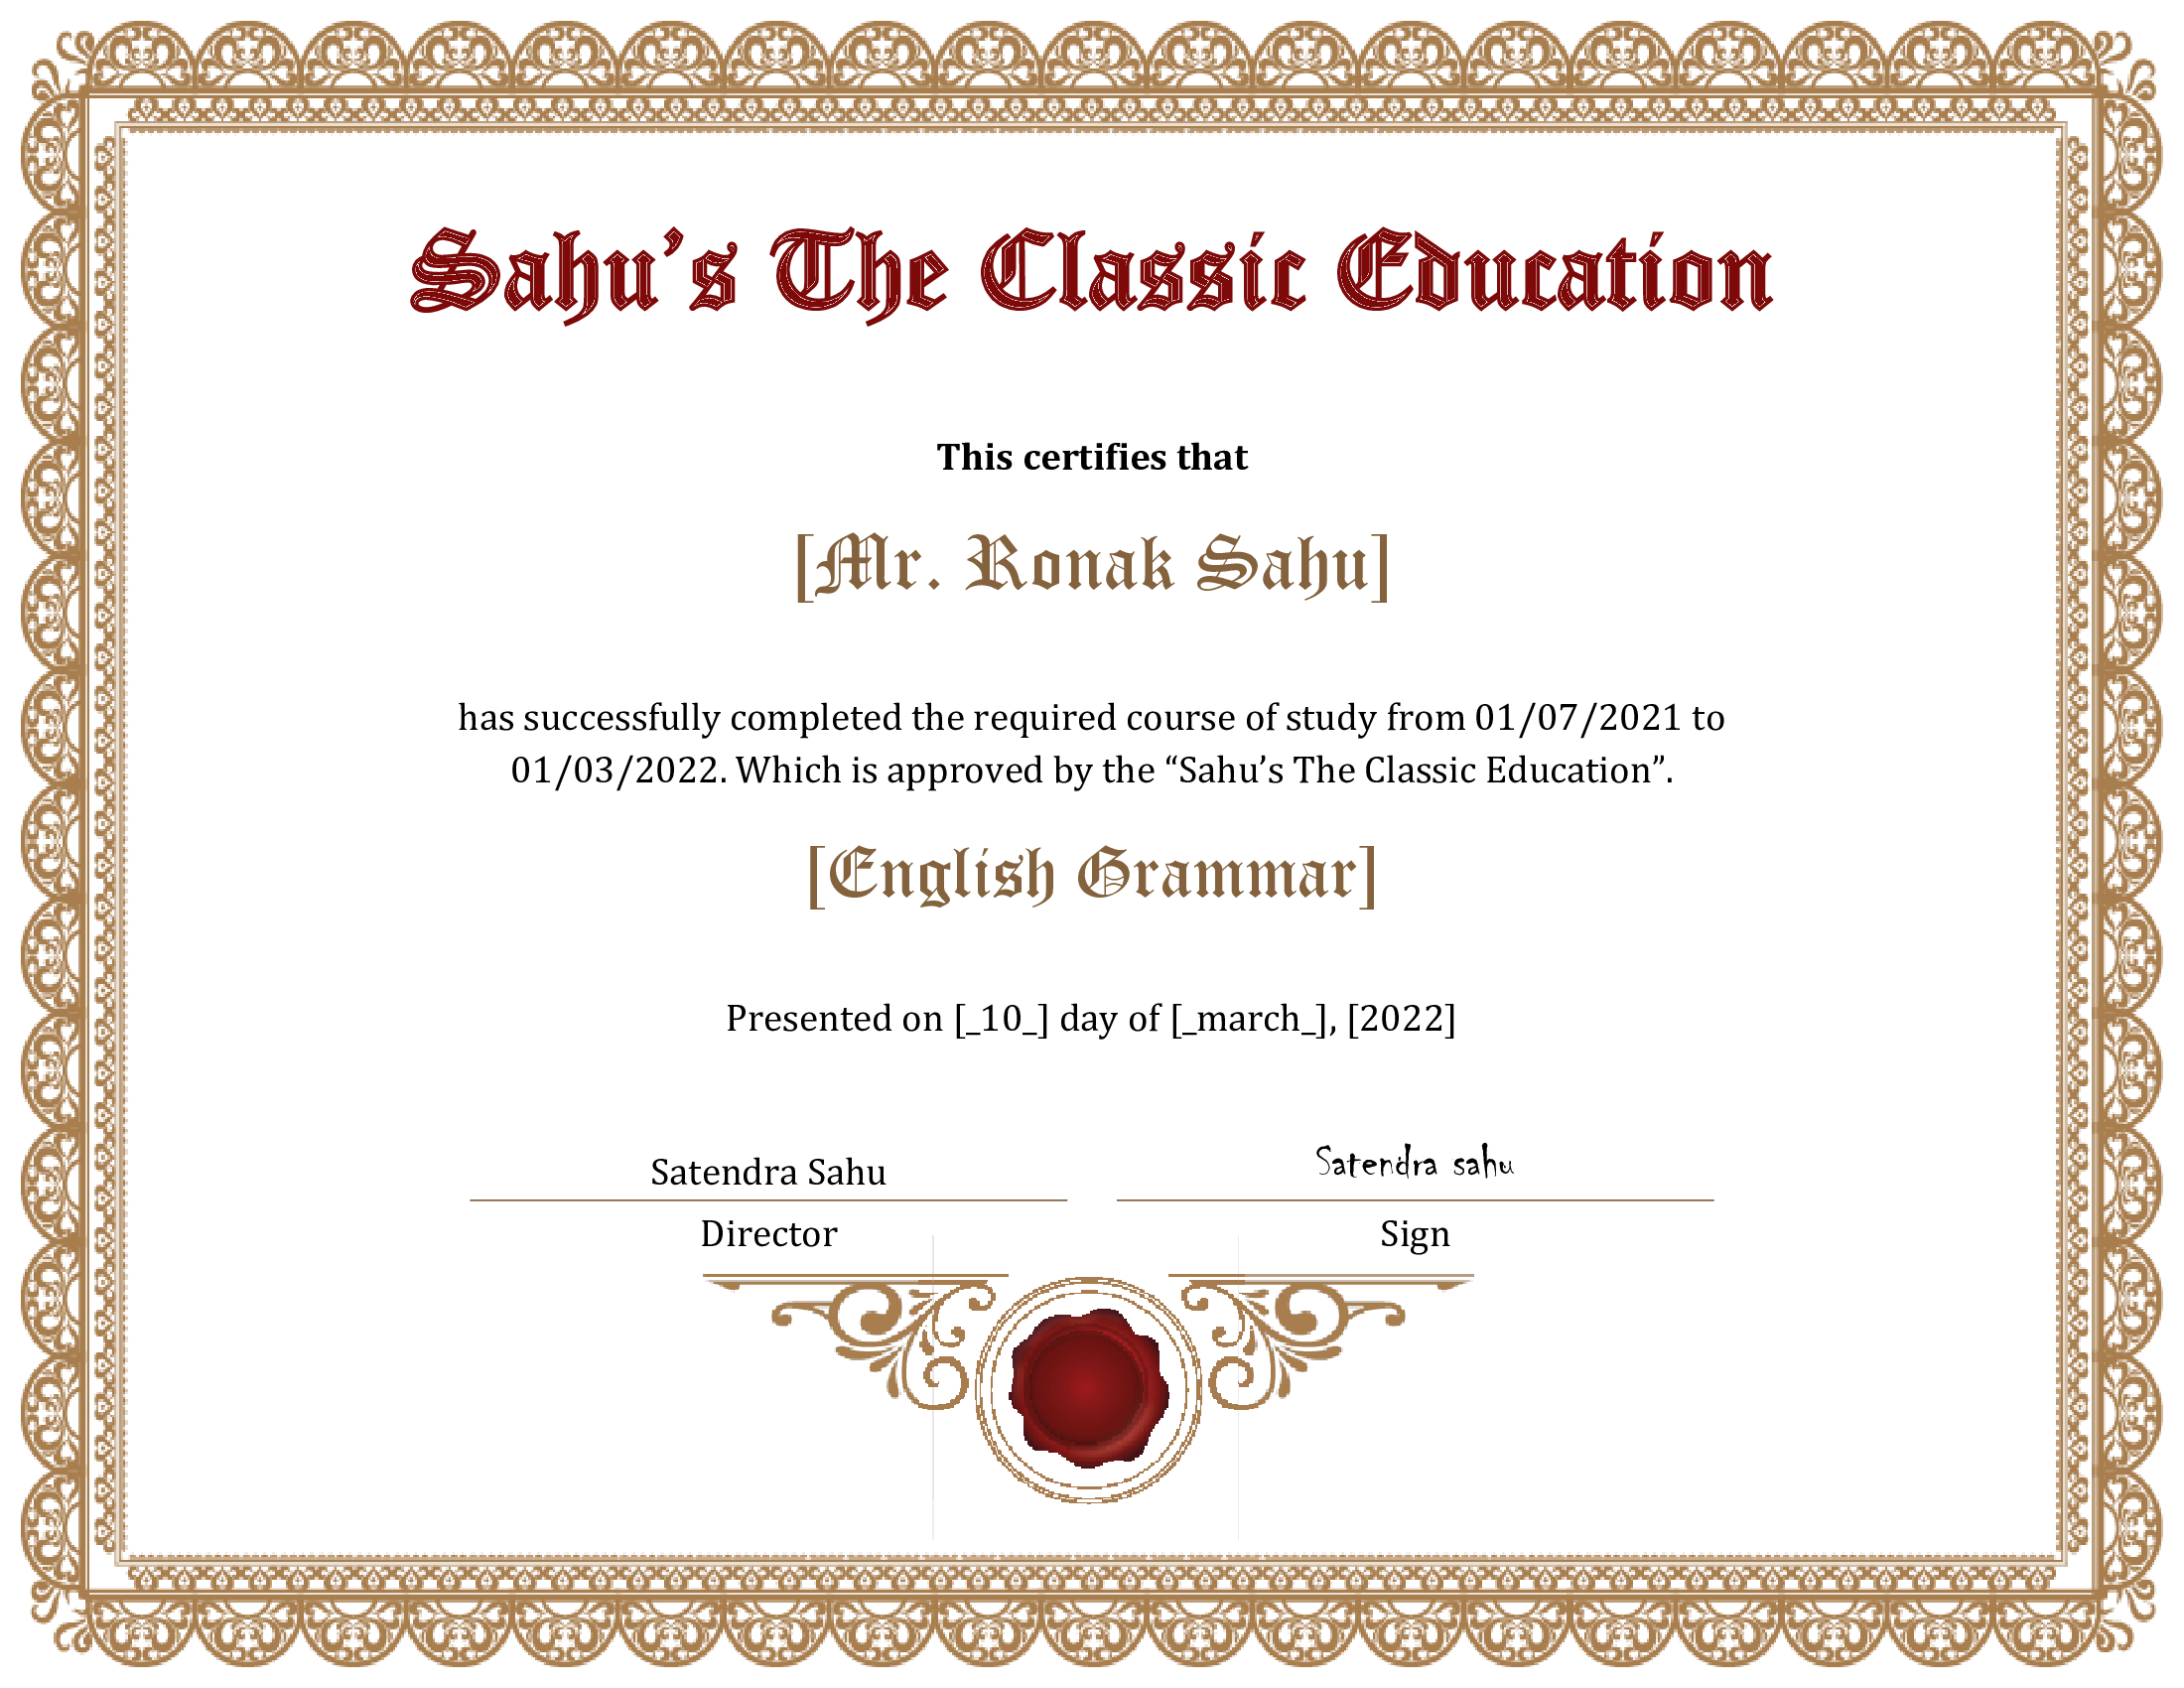 Sahu’s The Classic Education
This certifies that
[Mr. Ronak Sahu]
has successfully completed the required course of study from 01/07/2021 to
01/03/2022. Which is approved by the “Sahu’s The Classic Education”.
[English Grammar]
Presented on [_10_] day of [_march_], [2022]
Satendra Sahu
Satendra sahu
Director
Sign